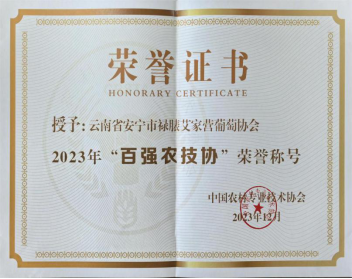 荣誉证书
HONORARY CERTIFICATE
授予：云南省安宁市禄脿艾家营葡萄协会
2023年“百强农技协”荣誉称号
中国农村专业技术协会
2023年12月